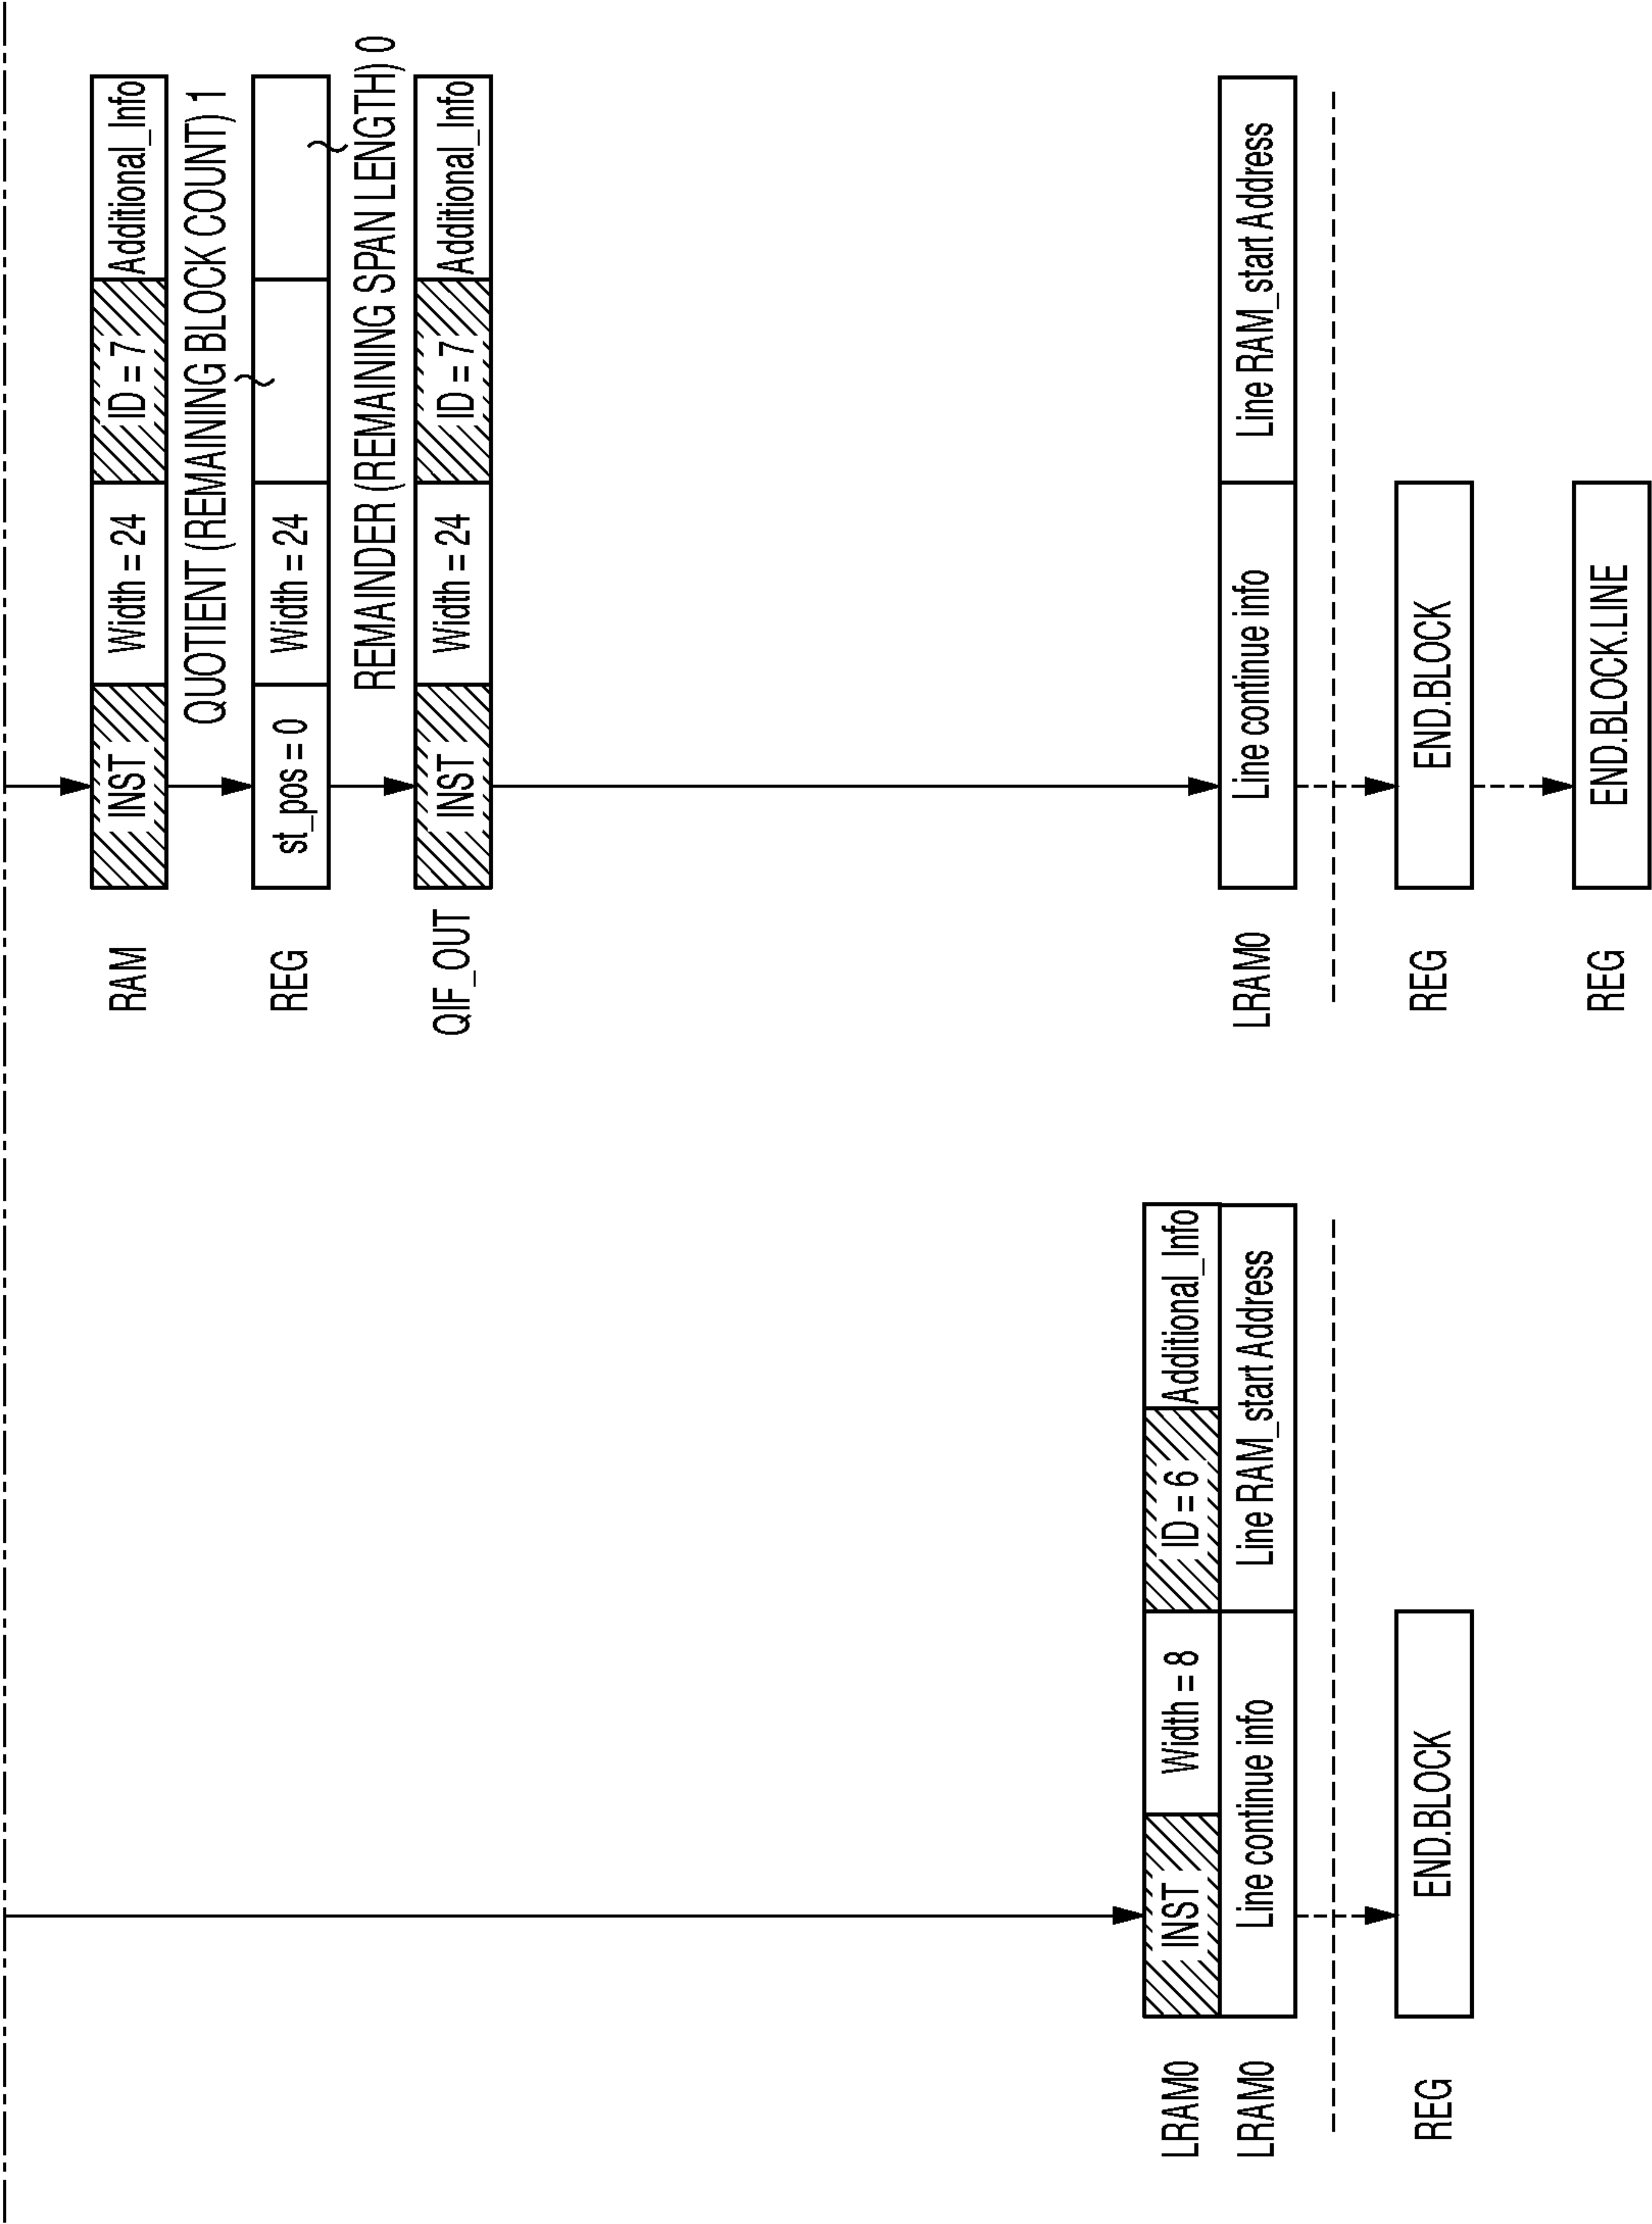 RAM INST Width = 24 ID = 7 Additional_Info
QUOTIENT (REMAINING BLOCK COUNT) 1
REG st_pos = 0 Width = 24
REMAINDER (REMAINING SPAN LENGTH) 0
QIF_OUT INST Width = 24 ID = 7 Additional_Info
LRAM0 INST Width = 8 ID = 6 Additional_Info
LRAM0 Line continue info Line RAM_start Address
LRAM0 Line continue info Line RAM_start Address
REG END.BLOCK
REG END.BLOCK
REG END.BLOCK.LINE